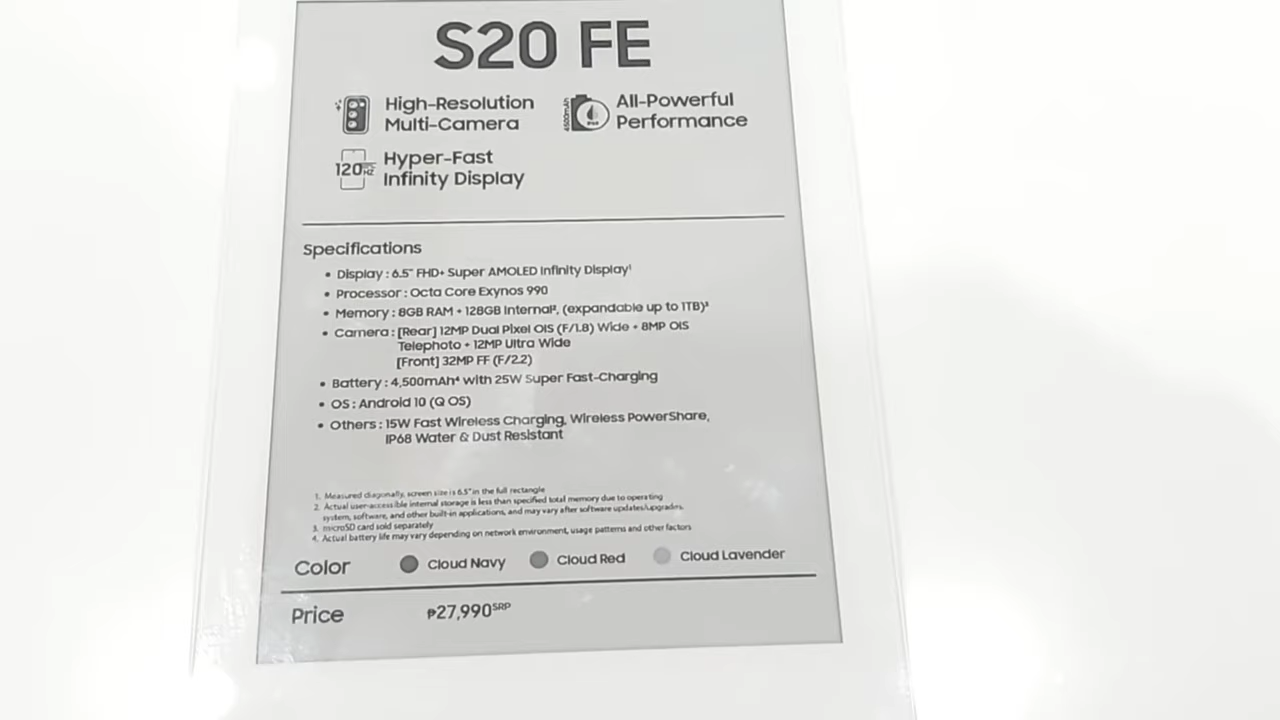 S20 FE
High-Resolution
Multi-Camera
4500mAh
All-Powerful
Performance
120Hz
Hyper-Fast
Infinity Display
Specifications
• Display : 6.5" FHD+ Super AMOLED Infinity Display¹
• Processor : Octa Core Exynos 990
• Memory : 8GB RAM + 128GB Internal², (expandable up to 1TB)³
• Camera : [Rear] 12MP Dual Pixel OIS (F/1.8) Wide + 8MP OIS
Telephoto + 12MP Ultra Wide
[Front] 32MP FF (F/2.2)
• Battery : 4,500mAh⁴ with 25W Super Fast-Charging
• OS : Android 10 (Q OS)
• Others : 15W Fast Wireless Charging, Wireless PowerShare,
IP68 Water & Dust Resistant
1. Measured diagonally, screen size is 6.5" in the full rectangle
2. Actual user-accessible internal storage is less than specified total memory due to operating
system, software, and other built-in applications, and may vary after software updates/upgrades.
3. microSD card sold separately
4. Actual battery life may vary depending on network environment, usage patterns and other factors
Color Cloud Navy Cloud Red Cloud Lavender
Price ₱27,990 SRP